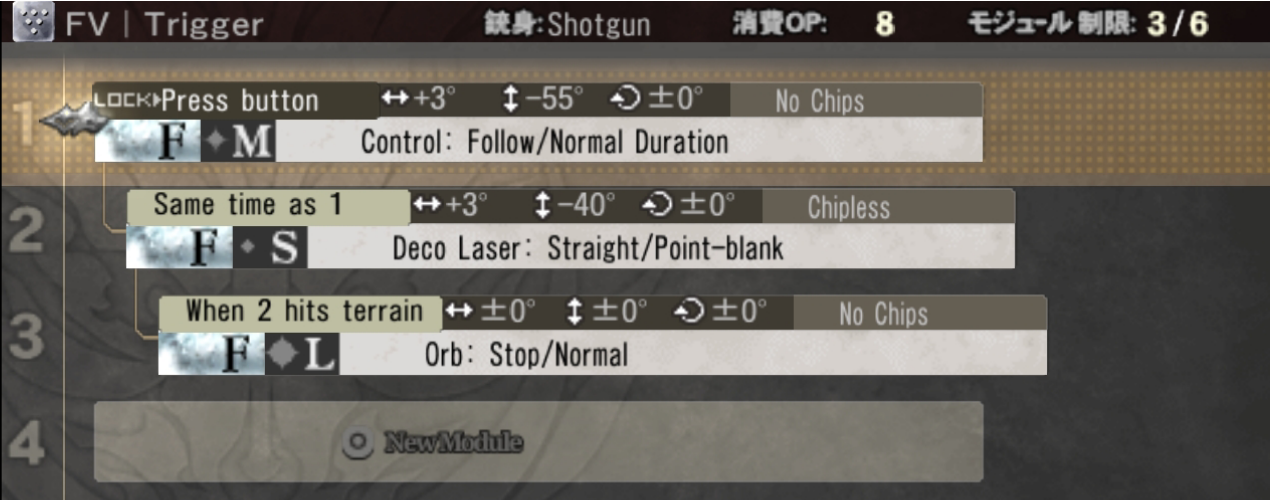 FV | Trigger 銃身:Shotgun 消費OP: 8 モジュール 制限: 3/6
1 LOCK▶Press button ↔+3° ↕−55° ±0° No Chips
F ◆M Control: Follow/Normal Duration
2 Same time as 1 ↔+3° ↕−40° ±0° Chipless
F ◆S Deco Laser: Straight/Point−blank
3 When 2 hits terrain ↔±0° ↕±0° ±0° No Chips
F ◆L Orb: Stop/Normal
4 New Module